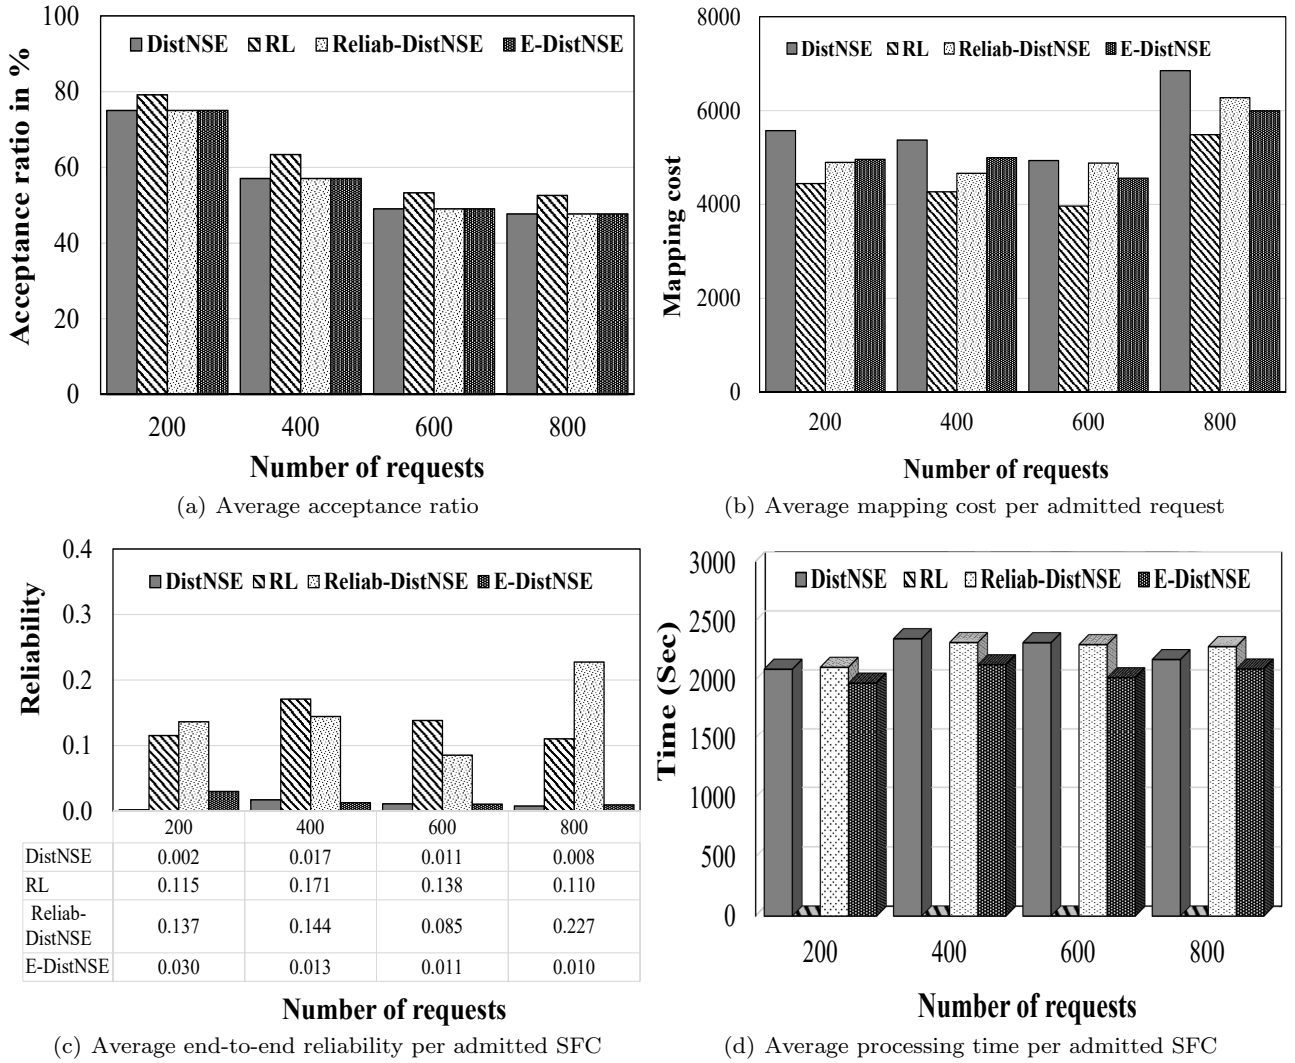 100
80
60
40
20
0
Acceptance ratio in %
DistNSE RL Reliab-DistNSE E-DistNSE
200 400 600 800
Number of requests
(a) Average acceptance ratio
8000
6000
4000
2000
0
Mapping cost
DistNSE RL Reliab-DistNSE E-DistNSE
200 400 600 800
Number of requests
(b) Average mapping cost per admitted request
0.4
0.3
0.2
0.1
0.0
Reliability
DistNSE RL Reliab-DistNSE E-DistNSE
200 400 600 800
DistNSE 0.002 0.017 0.011 0.008
RL 0.115 0.171 0.138 0.110
Reliab-
DistNSE 0.137 0.144 0.085 0.227
E-DistNSE 0.030 0.013 0.011 0.010
Number of requests
(c) Average end-to-end reliability per admitted SFC
3000
2500
2000
1500
1000
500
0
Time (Sec)
DistNSE RL Reliab-DistNSE E-DistNSE
200 400 600 800
Number of requests
(d) Average processing time per admitted SFC